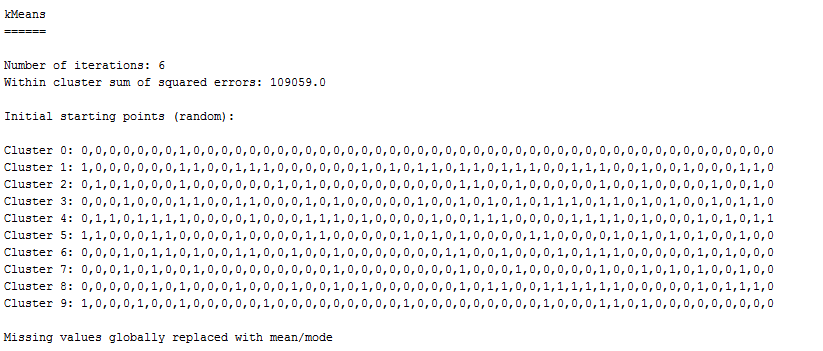 kMeans
======
Number of iterations: 6
Within cluster sum of squared errors: 109059.0
Initial starting points (random):
Cluster 0: 0,0,0,0,0,0,0,1,0,0,0,0,0,0,0,0,0,0,0,0,0,0,0,0,0,0,0,0,0,0,0,0,0,0,0,0,0,0,0,0,0,0,0,0,0,0,0,0,0,0
Cluster 1: 1,0,0,0,0,0,0,1,1,0,0,1,1,1,0,0,0,0,0,0,1,0,1,0,1,1,0,1,1,0,1,1,1,0,0,1,1,1,0,0,1,0,0,1,0,0,0,1,1,0
Cluster 2: 0,1,0,1,0,0,0,1,0,0,0,0,0,0,1,0,1,0,0,0,0,0,0,0,0,0,0,1,1,0,0,1,0,0,0,0,0,1,0,0,1,0,0,1,0,1,0,0,1,0
Cluster 3: 0,0,0,1,0,0,0,1,1,0,0,0,1,1,0,0,1,0,1,0,0,0,0,0,0,1,0,0,0,1,0,1,0,1,1,1,0,1,1,0,1,0,0,0,1,0,1,1,0
Cluster 4: 0,1,1,0,1,1,1,1,0,0,0,0,1,0,0,0,1,1,1,0,1,0,0,0,0,1,0,0,1,1,1,0,0,0,0,1,1,1,1,0,1,0,0,0,1,0,1,0,1,1
Cluster 5: 1,1,0,0,0,1,1,0,0,0,0,1,0,0,0,0,1,1,0,0,0,0,0,1,0,1,0,1,0,0,0,0,1,1,0,0,0,0,1,0,1,0,1,0,1,0,0,1,0,0
Cluster 6: 0,0,0,1,0,1,1,0,0,1,0,0,1,0,0,1,0,1,0,0,0,0,0,0,0,1,1,0,0,0,1,0,0,0,1,0,1,1,1,0,0,0,0,0,1,0,1,0,0
Cluster 7: 0,0,0,1,0,1,0,0,1,0,0,0,0,0,0,0,0,0,1,0,0,0,0,0,0,0,0,1,0,0,0,1,0,0,0,0,0,1,0,0,0,0,1,0,1,0,0,1,0,0,0
Cluster 8: 0,0,0,0,0,1,0,1,0,0,0,1,0,0,0,1,0,0,1,0,1,0,0,0,0,0,0,1,0,1,1,0,0,1,1,1,1,1,1,0,0,0,0,0,1,0,1,1,1,0
Cluster 9: 1,0,0,0,1,0,0,1,0,0,0,0,0,1,0,0,0,0,0,0,0,0,0,1,0,0,0,0,0,0,0,0,0,1,0,0,0,1,1,0,1,0,0,0,0,0,0,0,0,0
Missing values globally replaced with mean/mode